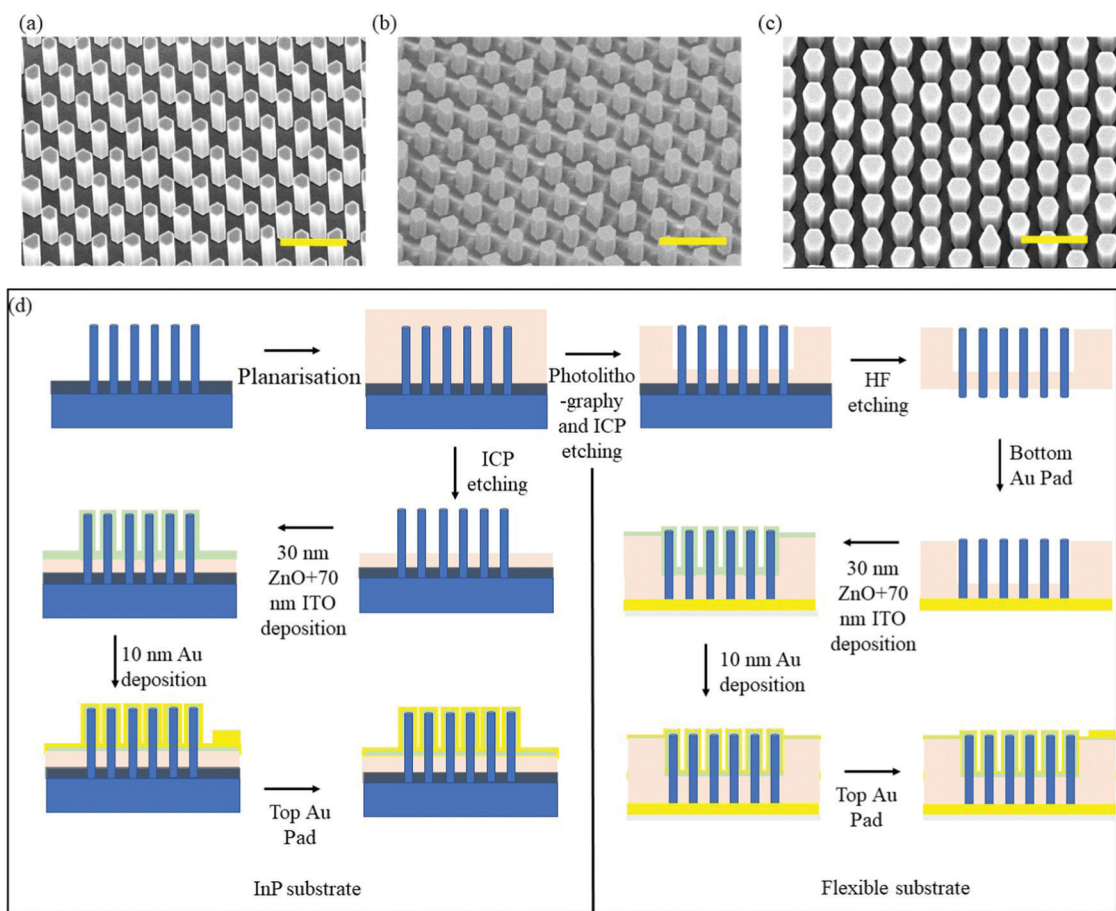 (a)
(b)
(c)
(d)
Planarisation
Photolitho
-graphy
and ICP
etching
HF
etching
ICP
etching
Bottom
Au Pad
30 nm
ZnO+70
nm ITO
deposition
30 nm
ZnO+70
nm ITO
deposition
10 nm Au
deposition
10 nm Au
deposition
Top Au
Pad
Top Au
Pad
InP substrate
Flexible substrate